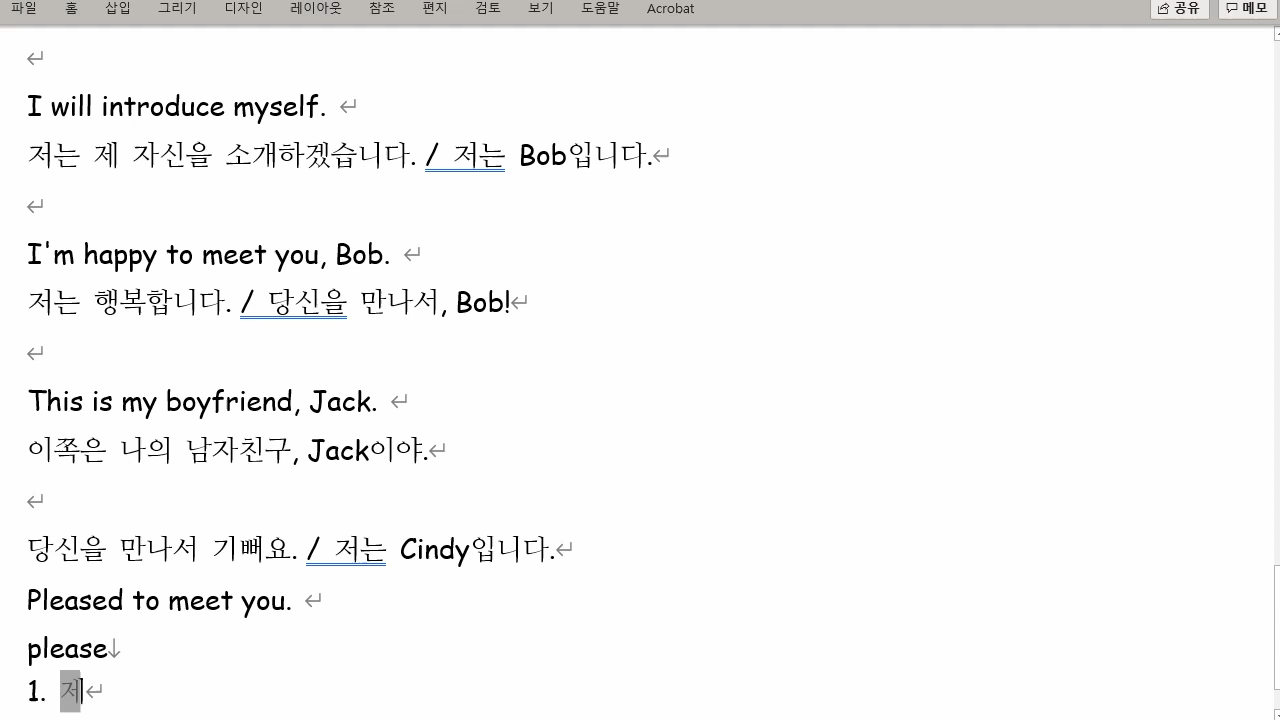 파일 홈 삽입 그리기 디자인 레이아웃 참조 편지 검토 보기 도움말 Acrobat 공유 메모
I will introduce myself.
저는 제 자신을 소개하겠습니다. / 저는 Bob입니다.
I'm happy to meet you, Bob.
저는 행복합니다. / 당신을 만나서, Bob!
This is my boyfriend, Jack.
이쪽은 나의 남자친구, Jack이야.
당신을 만나서 기뻐요. / 저는 Cindy입니다.
Pleased to meet you.
please
1. 제